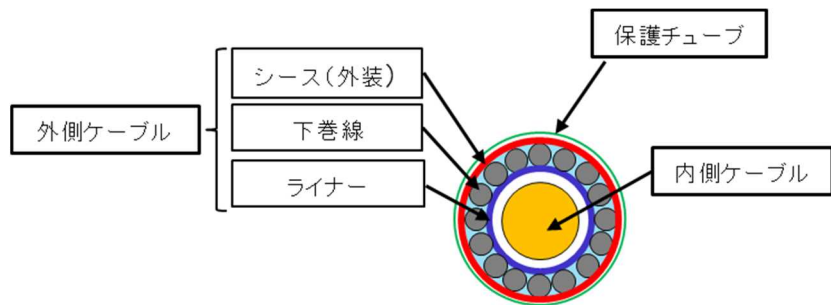 保護チューブ
シース(外装)
外側ケーブル
下巻線
ライナー
内側ケーブル